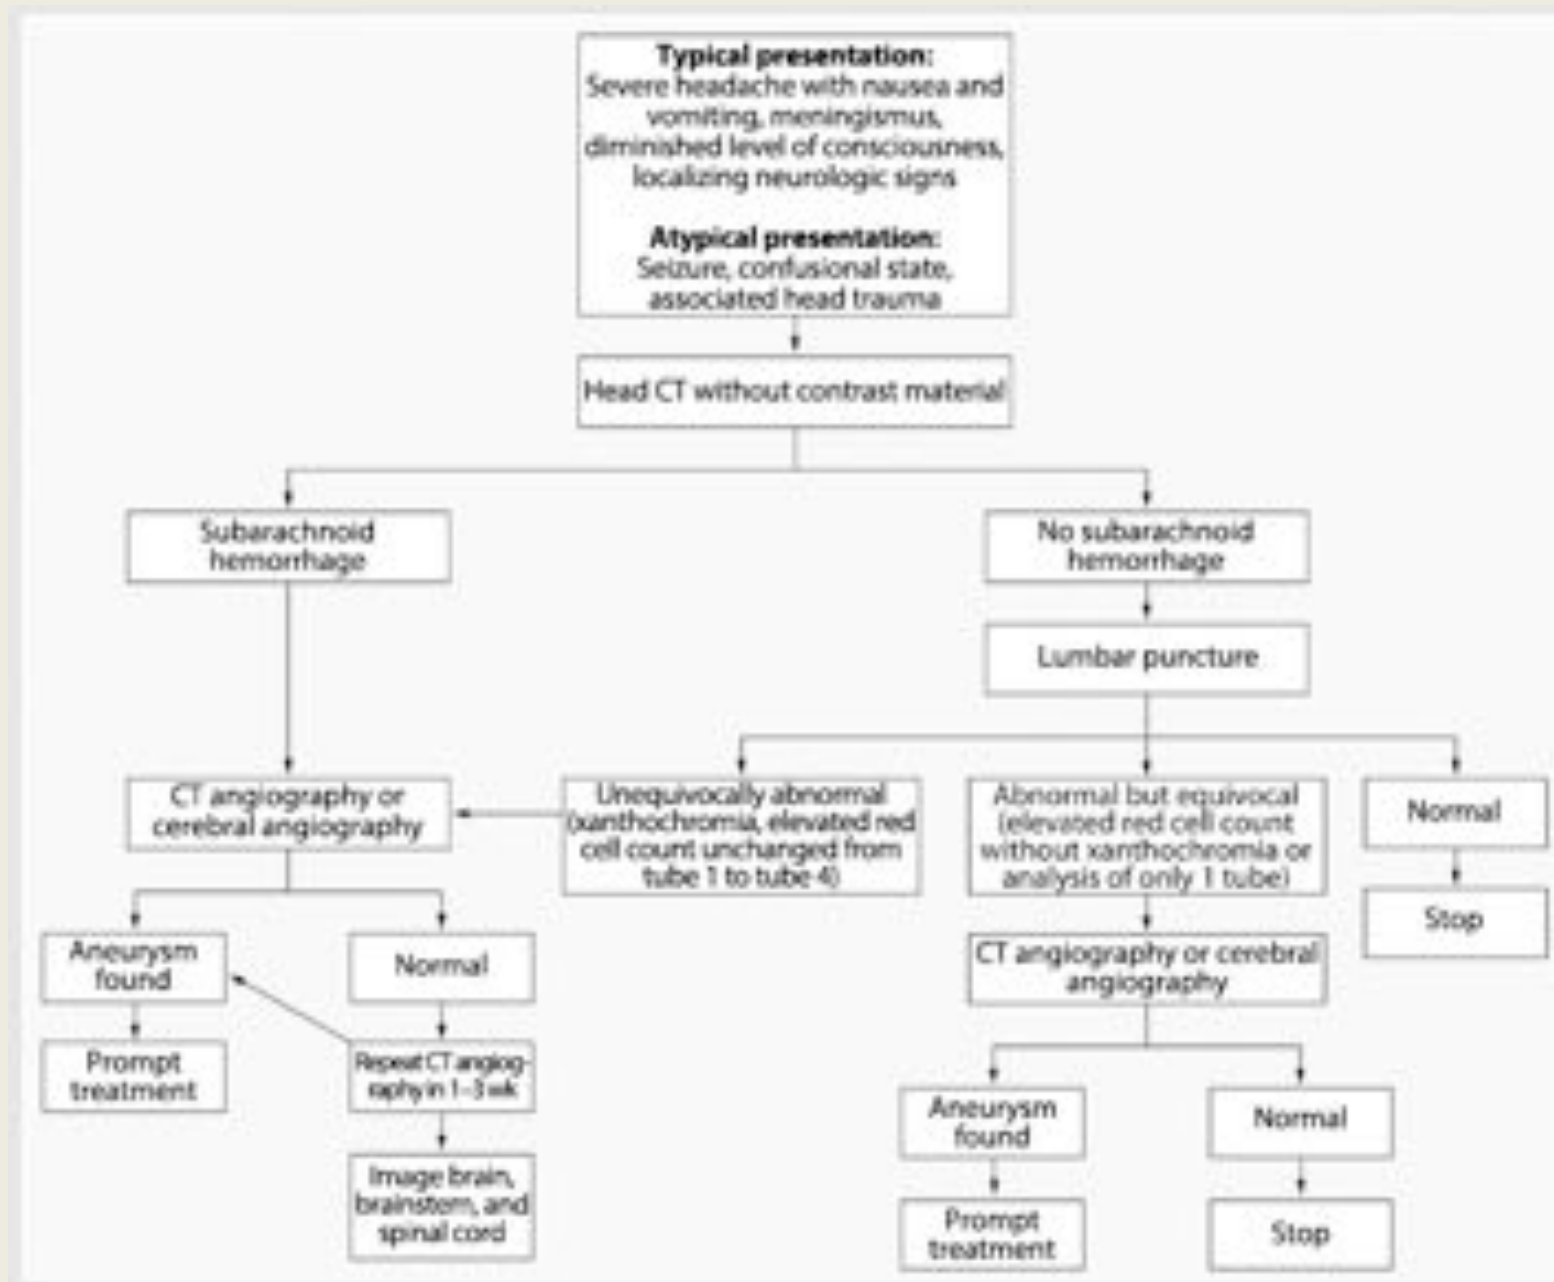 Typical presentation:
Severe headache with nausea and
vomiting, meningismus,
diminished level of consciousness,
localizing neurologic signs
Atypical presentation:
Seizure, confusional state,
associated head trauma
Head CT without contrast material
Subarachnoid
hemorrhage
No subarachnoid
hemorrhage
Lumbar puncture
CT angiography or
cerebral angiography
Unequivocally abnormal
(xanthochromia, elevated red
cell count unchanged from
tube 1 to tube 4)
Abnormal but equivocal
(elevated red cell count
without xanthochromia or
analysis of only 1 tube)
Normal
Stop
Aneurysm
found
Normal
CT angiography or cerebral
angiography
Prompt
treatment
Repeat CT angiog-
raphy in 1–3 wk
Image brain,
brainstem, and
spinal cord
Aneurysm
found
Normal
Prompt
treatment
Stop